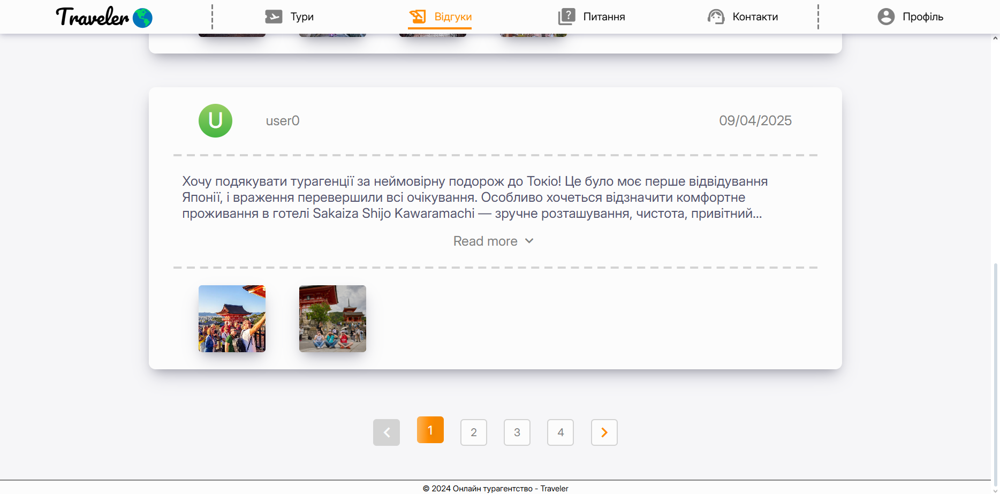 Traveler
Тури
Відгуки
Питання
Контакти
Профіль
U
user0
09/04/2025
Хочу подякувати турагенції за неймовірну подорож до Токіо! Це було моє перше відвідування
Японії, і враження перевершили всі очікування. Особливо хочеться відзначити комфортне
проживання в готелі Sakaiza Shijo Kawaramachi — зручне розташування, чистота, привітний...
Read more
1
2
3
4
© 2024 Онлайн турагентство - Traveler